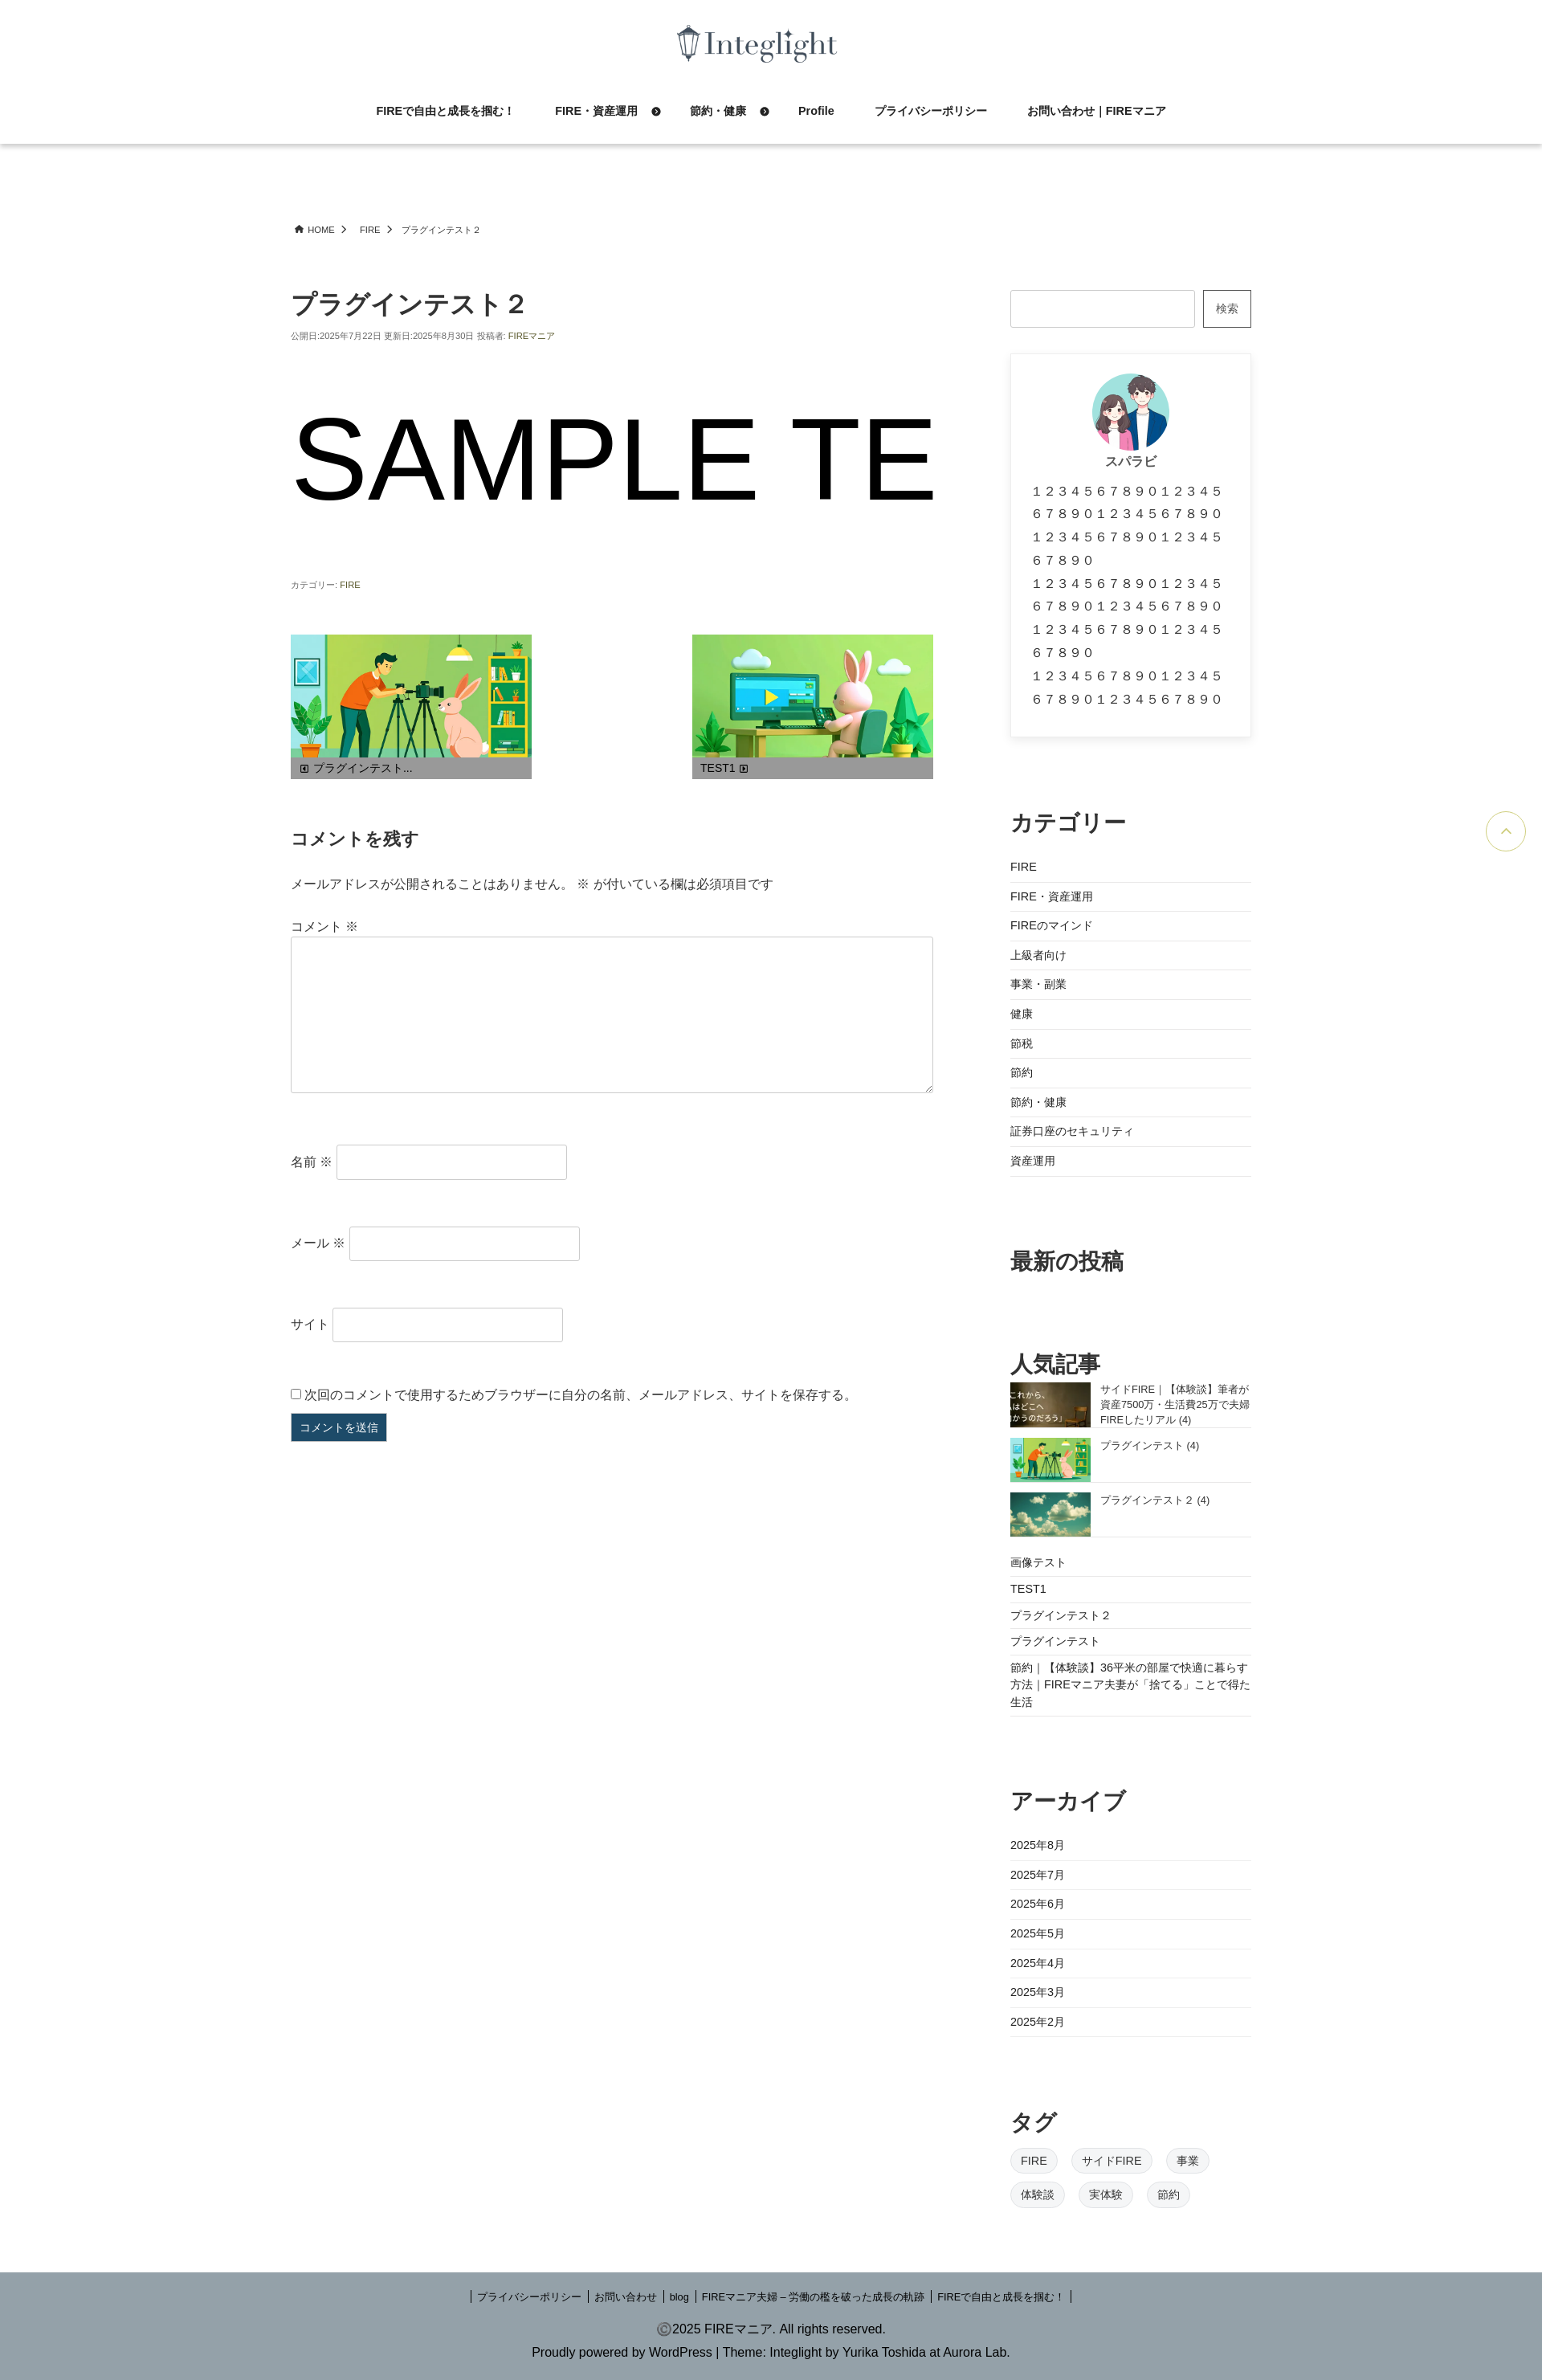 Integlight
FIREで自由と成長を掴む！ FIRE・資産運用 節約・健康 Profile プライバシーポリシー お問い合わせ｜FIREマニア
HOME FIRE プラグインテスト２
プラグインテスト２
公開日:2025年7月22日 更新日:2025年8月30日 投稿者: FIREマニア
SAMPLE TE
カテゴリー: FIRE
プラグインテスト...
TEST1
コメントを残す
メールアドレスが公開されることはありません。 ※ が付いている欄は必須項目です
コメント ※
名前 ※
メール ※
サイト
次回のコメントで使用するためブラウザーに自分の名前、メールアドレス、サイトを保存する。
コメントを送信
検索
スパラビ
１２３４５６７８９０１２３４５
６７８９０１２３４５６７８９０
１２３４５６７８９０１２３４５
６７８９０
１２３４５６７８９０１２３４５
６７８９０１２３４５６７８９０
１２３４５６７８９０１２３４５
６７８９０
１２３４５６７８９０１２３４５
６７８９０１２３４５６７８９０
カテゴリー
FIRE
FIRE・資産運用
FIREのマインド
上級者向け
事業・副業
健康
節税
節約
節約・健康
証券口座のセキュリティ
資産運用
最新の投稿
人気記事
これから、
はどこへ
かうのだろう」
サイドFIRE｜【体験談】筆者が
資産7500万・生活費25万で夫婦
FIREしたリアル (4)
プラグインテスト (4)
プラグインテスト２ (4)
画像テスト
TEST1
プラグインテスト２
プラグインテスト
節約｜【体験談】36平米の部屋で快適に暮らす
方法｜FIREマニア夫妻が「捨てる」ことで得た
生活
アーカイブ
2025年8月
2025年7月
2025年6月
2025年5月
2025年4月
2025年3月
2025年2月
タグ
FIRE サイドFIRE 事業
体験談 実体験 節約
プライバシーポリシー お問い合わせ blog FIREマニア夫婦 – 労働の檻を破った成長の軌跡 FIREで自由と成長を掴む！
©2025 FIREマニア. All rights reserved.
Proudly powered by WordPress | Theme: Integlight by Yurika Toshida at Aurora Lab.